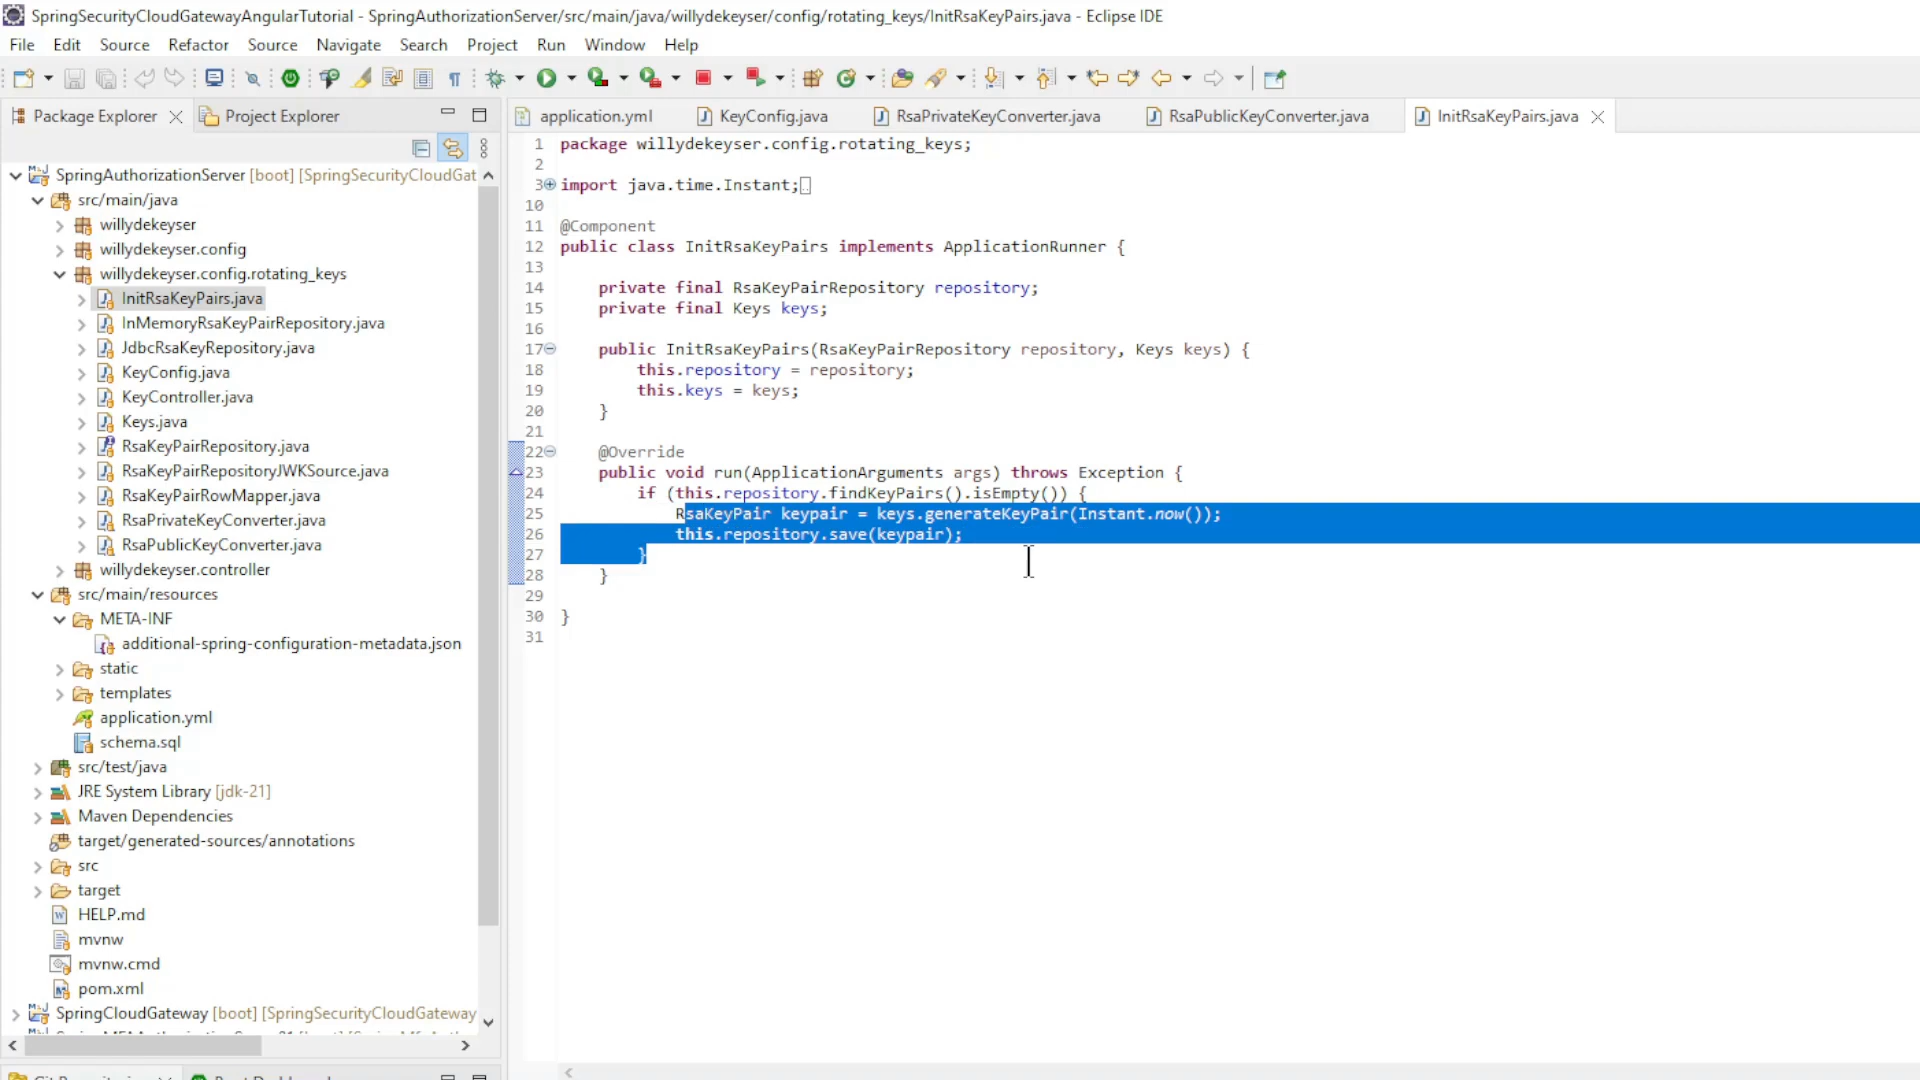 SpringSecurityCloudGatewayAngularTutorial - SpringAuthorizationServer/src/main/java/willydekeyser/config/rotating_keys/InitRsaKeyPairs.java - Eclipse IDE
File Edit Source Refactor Source Navigate Search Project Run Window Help
Package Explorer
Project Explorer
SpringAuthorizationServer [boot] [SpringSecurityCloudGat
src/main/java
willydekeyser
willydekeyser.config
willydekeyser.config.rotating_keys
InitRsaKeyPairs.java
InMemoryRsaKeyPairRepository.java
JdbcRsaKeyRepository.java
KeyConfig.java
KeyController.java
Keys.java
RsaKeyPairRepository.java
RsaKeyPairRepositoryJWKSource.java
RsaKeyPairRowMapper.java
RsaPrivateKeyConverter.java
RsaPublicKeyConverter.java
willydekeyser.controller
src/main/resources
META-INF
additional-spring-configuration-metadata.json
static
templates
application.yml
schema.sql
src/test/java
JRE System Library [jdk-21]
Maven Dependencies
target/generated-sources/annotations
src
target
HELP.md
mvnw
mvnw.cmd
pom.xml
SpringCloudGateway [boot] [SpringSecurityCloudGateway
application.yml
KeyConfig.java
RsaPrivateKeyConverter.java
RsaPublicKeyConverter.java
InitRsaKeyPairs.java
1 package willydekeyser.config.rotating_keys;
2
3 import java.time.Instant;
10
11 @Component
12 public class InitRsaKeyPairs implements ApplicationRunner {
13
14 private final RsaKeyPairRepository repository;
15 private final Keys keys;
16
17 public InitRsaKeyPairs(RsaKeyPairRepository repository, Keys keys) {
18 this.repository = repository;
19 this.keys = keys;
20 }
21
22 @Override
23 public void run(ApplicationArguments args) throws Exception {
24 if (this.repository.findKeyPairs().isEmpty()) {
25 RsaKeyPair keypair = keys.generateKeyPair(Instant.now());
26 this.repository.save(keypair);
27 }
28 }
29
30 }
31